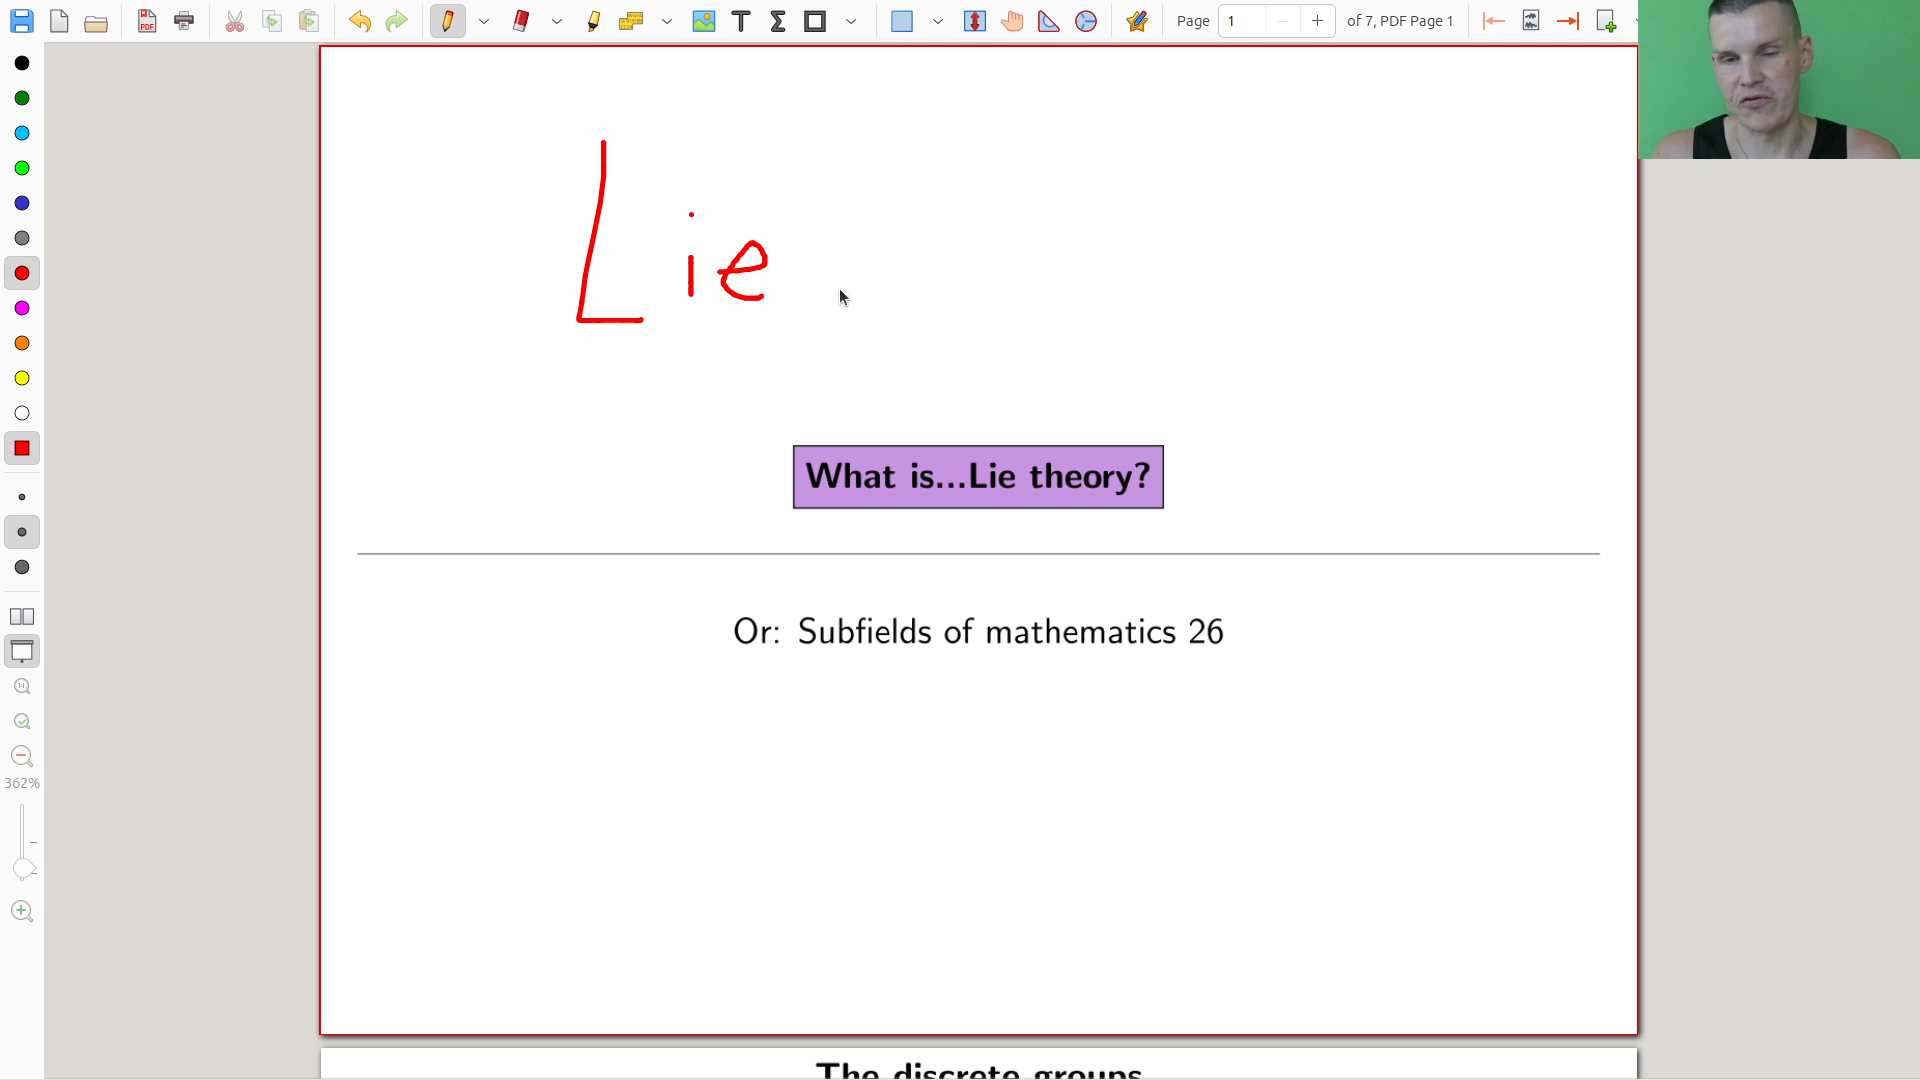 Page 1 of 7, PDF Page 1
Lie
What is...Lie theory?
Or: Subfields of mathematics 26
362%
The discrete groups